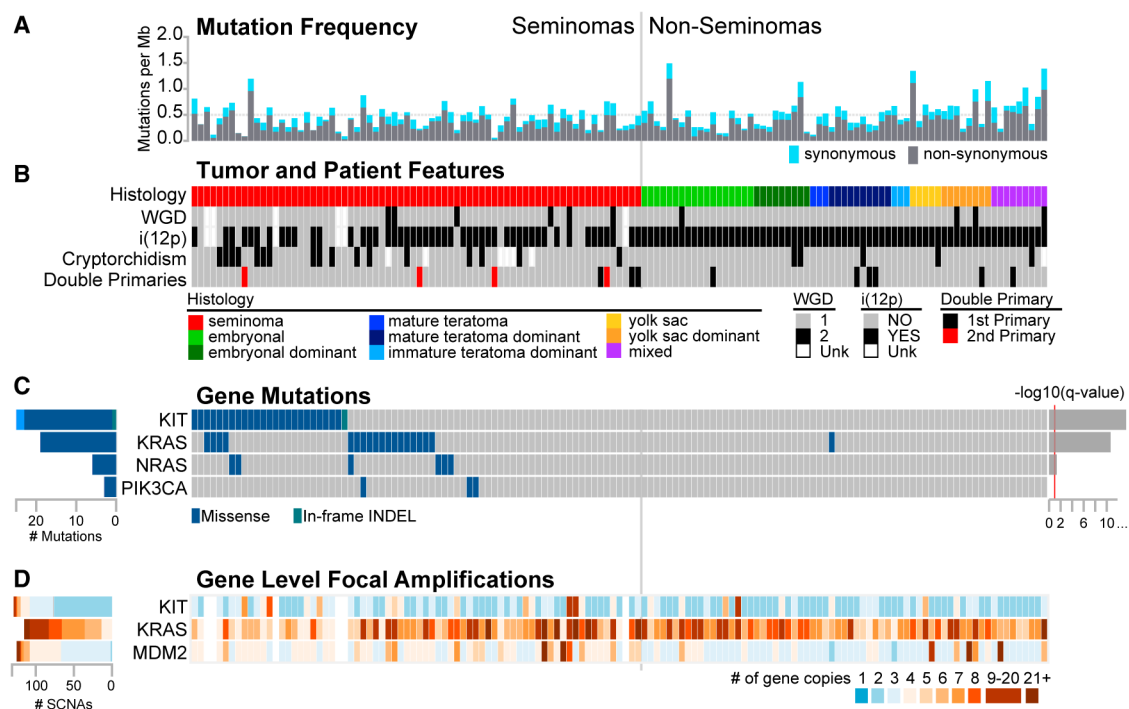 A Mutation Frequency Seminomas Non-Seminomas
Mutations per Mb
2.0
1.5
1.0
0.5
0.0
synonymous non-synonymous
B Tumor and Patient Features
Histology
WGD
i(12p)
Cryptorchidism
Double Primaries
Histology WGD i(12p) Double Primary
seminoma mature teratoma yolk sac 1 NO 1st Primary
embryonal mature teratoma dominant yolk sac dominant 2 YES 2nd Primary
embryonal dominant immature teratoma dominant mixed Unk Unk
C Gene Mutations -log10(q-value)
KIT
KRAS
NRAS
PIK3CA
20 10 0
# Mutations
Missense In-frame INDEL
0 2 6 10...
D Gene Level Focal Amplifications
KIT
KRAS
MDM2
100 50 0
# SCNAs
# of gene copies 1 2 3 4 5 6 7 8 9-20 21+